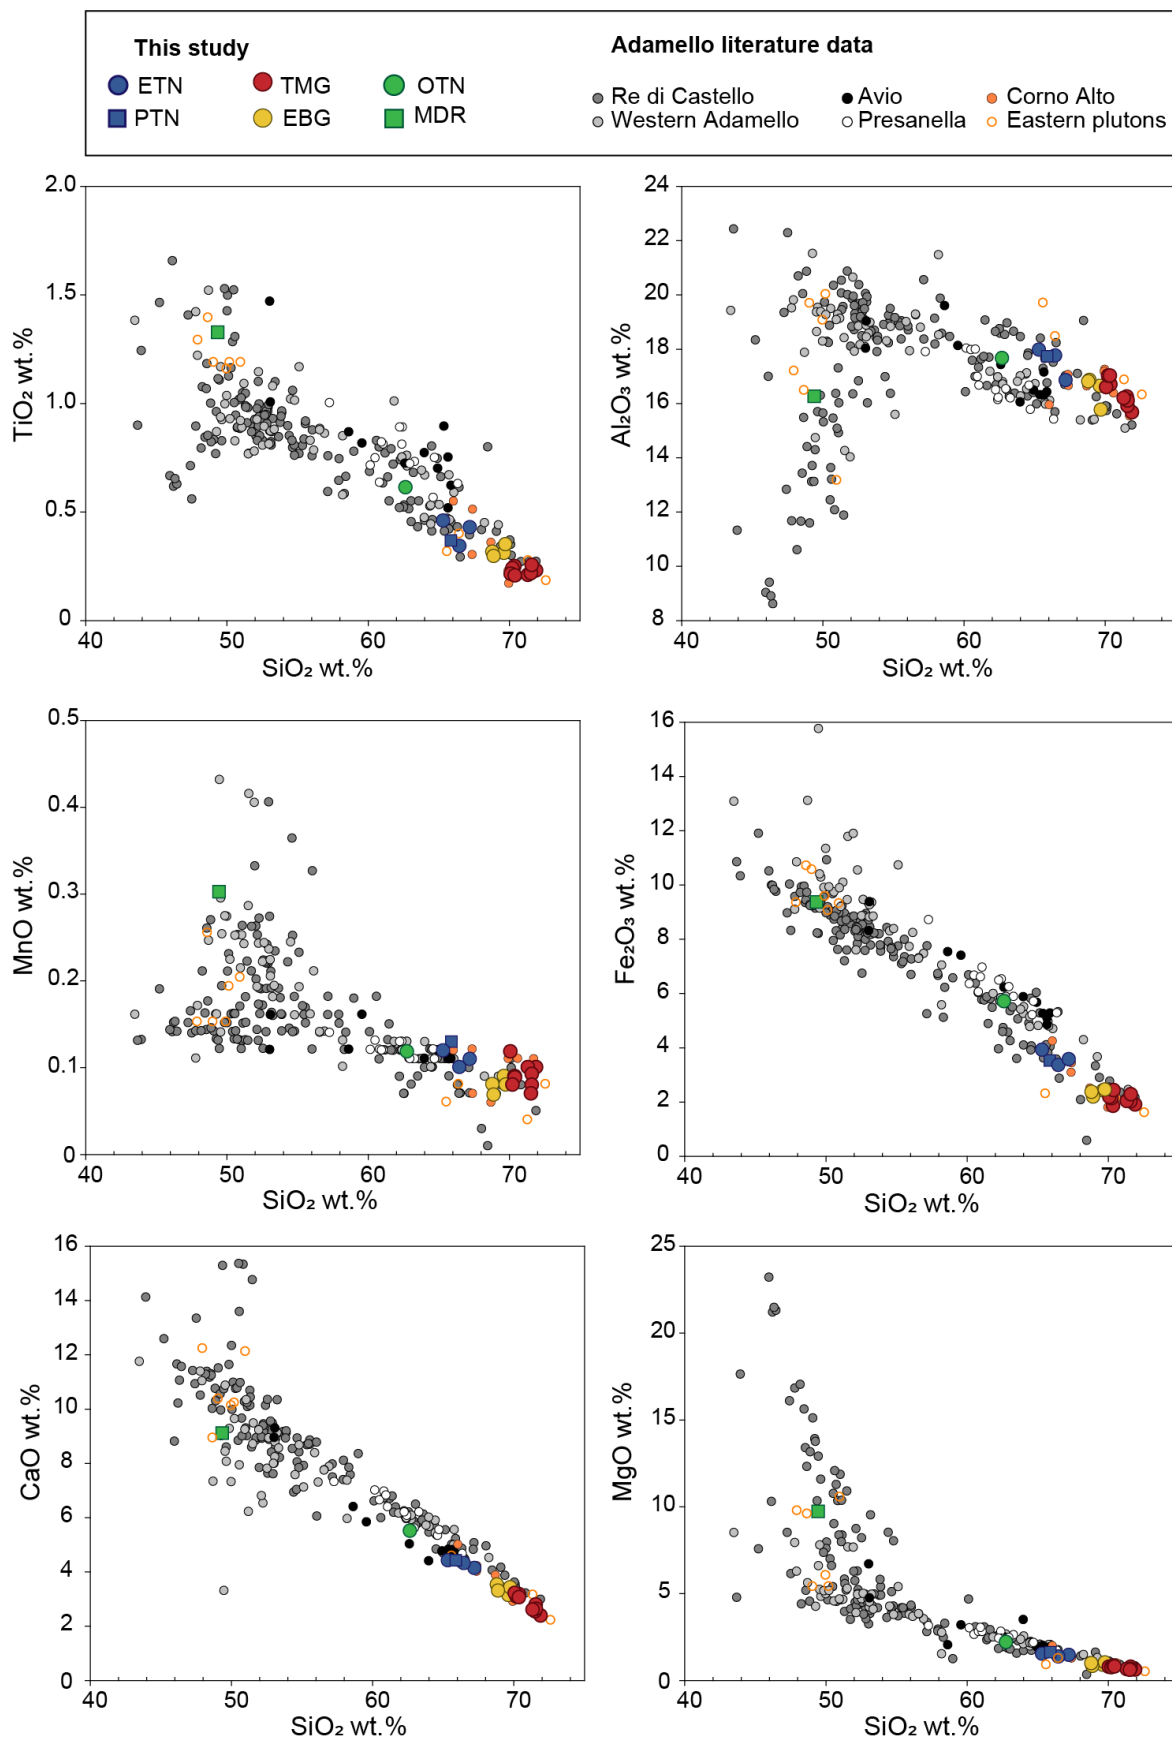 This study
Adamello literature data
ETN
TMG
OTN
PTN
EBG
MDR
Re di Castello
Avio
Corno Alto
Western Adamello
Presanella
Eastern plutons
2.0
1.5
1.0
0.5
0
TiO₂ wt.%
40
50
60
70
SiO₂ wt.%
24
22
20
18
16
14
12
10
8
Al₂O₃ wt.%
40
50
60
70
SiO₂ wt.%
0.5
0.4
0.3
0.2
0.1
0
MnO wt.%
40
50
60
70
SiO₂ wt.%
16
14
12
10
8
6
4
2
0
Fe₂O₃ wt.%
40
50
60
70
SiO₂ wt.%
16
14
12
10
8
6
4
2
0
CaO wt.%
40
50
60
70
SiO₂ wt.%
25
20
15
10
5
0
MgO wt.%
40
50
60
70
SiO₂ wt.%